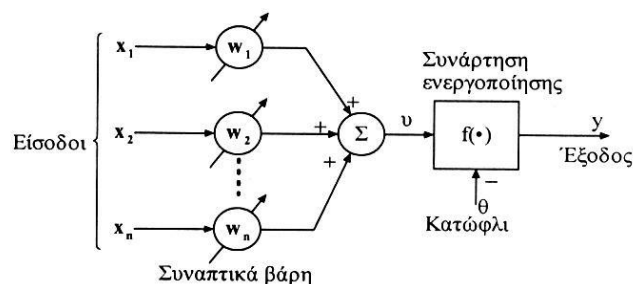 Συνάρτηση
ενεργοποίησης
x₁ w₁ +
Είσοδοι x₂ w₂ + Σ υ f(•) y
+ Έξοδος
− θ
Κατώφλι
xₙ wₙ
Συναπτικά βάρη